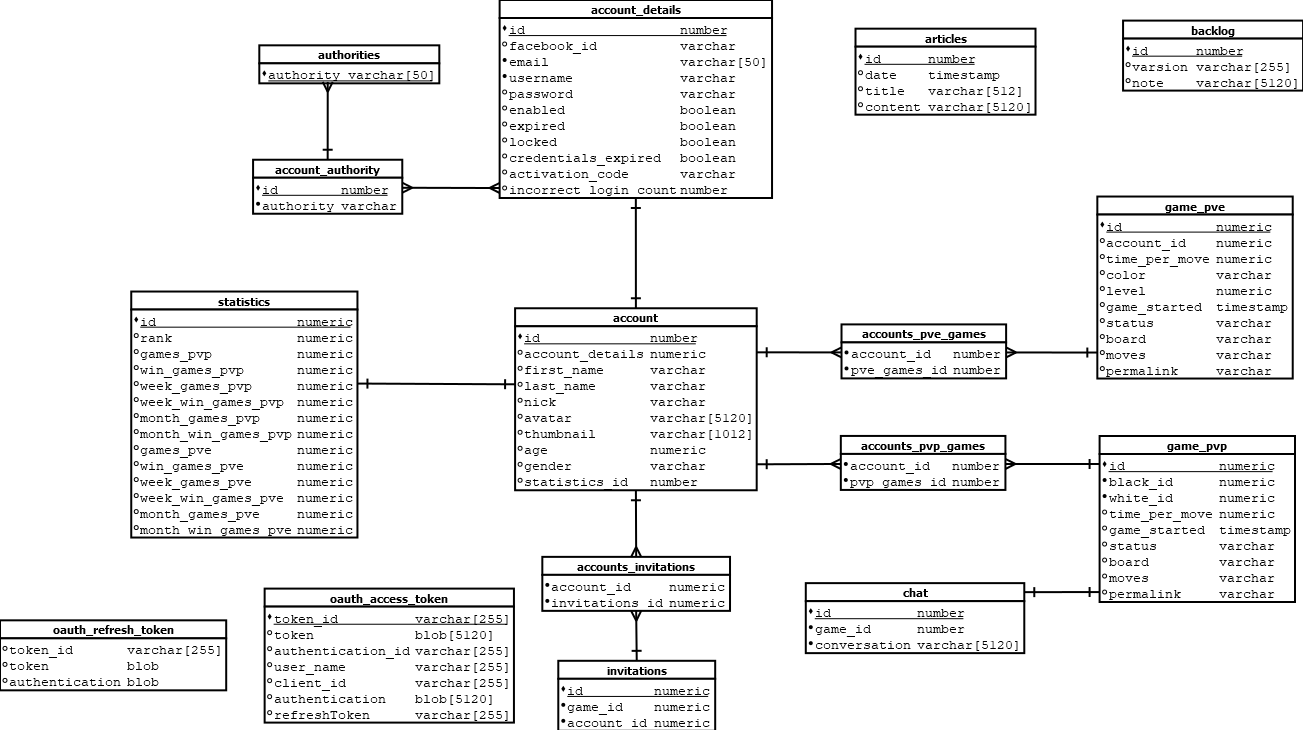 account_details
id number
facebook_id varchar
email varchar[50]
username varchar
password varchar
enabled boolean
expired boolean
locked boolean
credentials_expired boolean
activation_code varchar
incorrect_login_count number
authorities
authority varchar[50]
account_authority
id number
authority varchar
articles
id number
date timestamp
title varchar[512]
content varchar[5120]
backlog
id number
varsion varchar[255]
note varchar[5120]
game_pve
id numeric
account_id numeric
time_per_move numeric
color varchar
level numeric
game_started timestamp
status varchar
board varchar
moves varchar
permalink varchar
statistics
id numeric
rank numeric
games_pvp numeric
win_games_pvp numeric
week_games_pvp numeric
week_win_games_pvp numeric
month_games_pvp numeric
month_win_games_pvp numeric
games_pve numeric
win_games_pve numeric
week_games_pve numeric
week_win_games_pve numeric
month_games_pve numeric
month_win_games_pve numeric
account
id number
account_details numeric
first_name varchar
last_name varchar
nick varchar
avatar varchar[5120]
thumbnail varchar[1012]
age numeric
gender varchar
statistics_id number
accounts_pve_games
account_id number
pve_games_id number
accounts_pvp_games
account_id number
pvp_games_id number
game_pvp
id numeric
black_id numeric
white_id numeric
time_per_move numeric
game_started timestamp
status varchar
board varchar
moves varchar
permalink varchar
accounts_invitations
account_id numeric
invitations_id numeric
chat
id number
game_id number
conversation varchar[5120]
oauth_refresh_token
token_id varchar[255]
token blob
authentication blob
oauth_access_token
token_id varchar[255]
token blob[5120]
authentication_id varchar[255]
user_name varchar[255]
client_id varchar[255]
authentication blob[5120]
refreshToken varchar[255]
invitations
id numeric
game_id numeric
account_id numeric